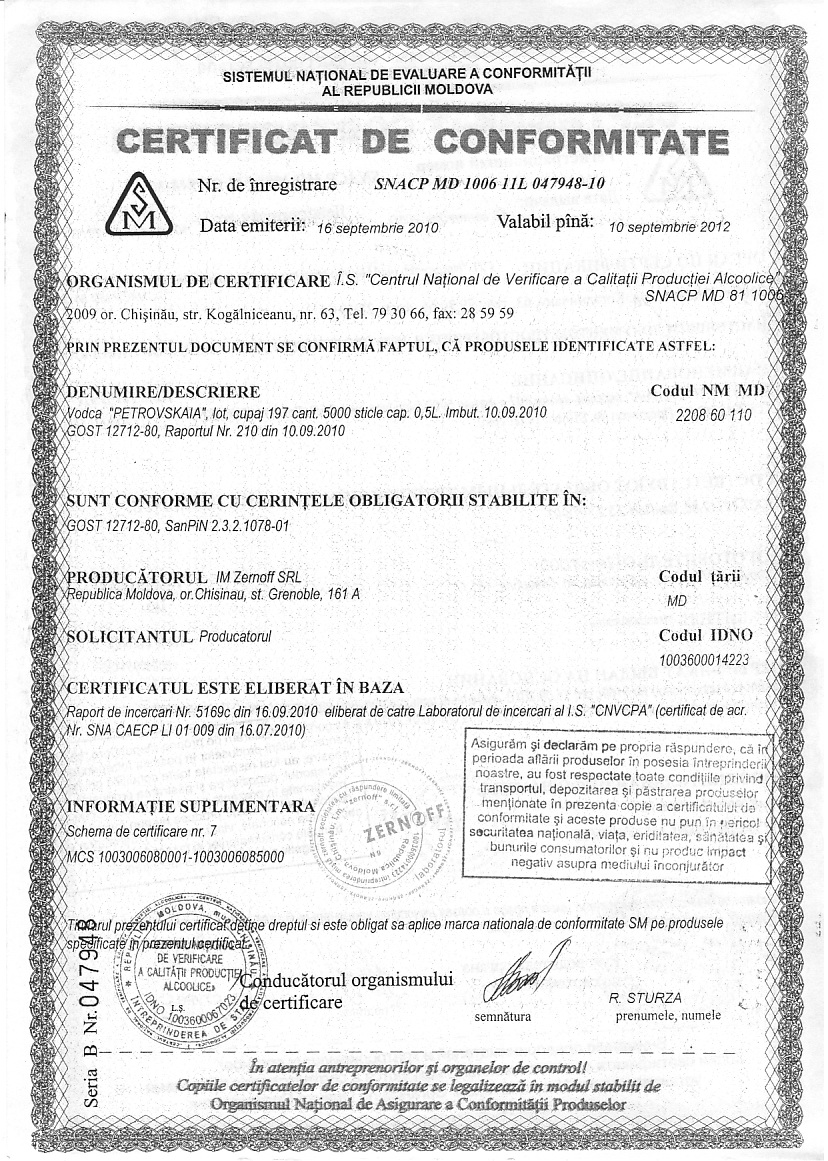 SISTEMUL NAȚIONAL DE EVALUARE A CONFORMITĂȚII
AL REPUBLICII MOLDOVA
CERTIFICAT DE CONFORMITATE
SM
Nr. de înregistrare SNACP MD 1006 11L 047948-10
Data emiterii: 16 septembrie 2010 Valabil pînă: 10 septembrie 2012
ORGANISMUL DE CERTIFICARE Î.S. "Centrul Național de Verificare a Calitații Producției Alcoolice"
SNACP MD 81 1006
2009 or. Chișinău, str. Kogălniceanu, nr. 63, Tel. 79 30 66, fax: 28 59 59
PRIN PREZENTUL DOCUMENT SE CONFIRMĂ FAPTUL, CĂ PRODUSELE IDENTIFICATE ASTFEL:
DENUMIRE/DESCRIERE Codul NM MD
Vodca "PETROVSKAIA", lot, cupaj 197 cant. 5000 sticle cap. 0,5L. Imbut. 10.09.2010
2208 60 110
GOST 12712-80, Raportul Nr. 210 din 10.09.2010
SUNT CONFORME CU CERINȚELE OBLIGATORII STABILITE ÎN:
GOST 12712-80, SanPiN 2.3.2.1078-01
PRODUCĂTORUL IM Zernoff SRL Codul țării
Republica Moldova, or.Chisinau, st. Grenoble, 161 A
MD
SOLICITANTUL Producatorul Codul IDNO
1003600014223
CERTIFICATUL ESTE ELIBERAT ÎN BAZA
Raport de incercari Nr. 5169c din 16.09.2010 eliberat de catre Laboratorul de incercari al I.S. "CNVCPA" (certificat de acr.
Nr. SNA CAECP LI 01 009 din 16.07.2010)
Asigurăm și declarăm pe propria răspundere, că în
perioada aflării produselor în posesia întreprinderii
noastre, au fost respectate toate condițiile privind
transportul, depozitarea și păstrarea produselor
menționate în prezenta copie a certificatului de
conformitate și aceste produse nu pun în pericol
securitatea națională, viața, eriditatea, sănătatea și
bunurile consumatorilor și nu produc impact
negativ asupra mediului înconjurător
INFORMAȚIE SUPLIMENTARA
Schema de certificare nr. 7
MCS 1003006080001-1003006085000
ZERNOFF
laboratorul
Titularul prezentului certificat deține dreptul si este obligat sa aplice marca nationala de conformitate SM pe produsele
specificate in prezentul certificat.
DE VERIFICARE
A CALITĂȚII PRODUCȚIEI
ALCOOLICE»
L.Ș.
IDNO 1003600067023
ÎNTREPRINDEREA DE STAT
Conducătorul organismului
de certificare
semnătura
R. STURZA
prenumele, numele
Seria B Nr. 047948
În atenția antreprenorilor și organelor de control!
Copiile certificatelor de conformitate se legalizează în modul stabilit de
Organismul Național de Asigurare a Conformității Produselor